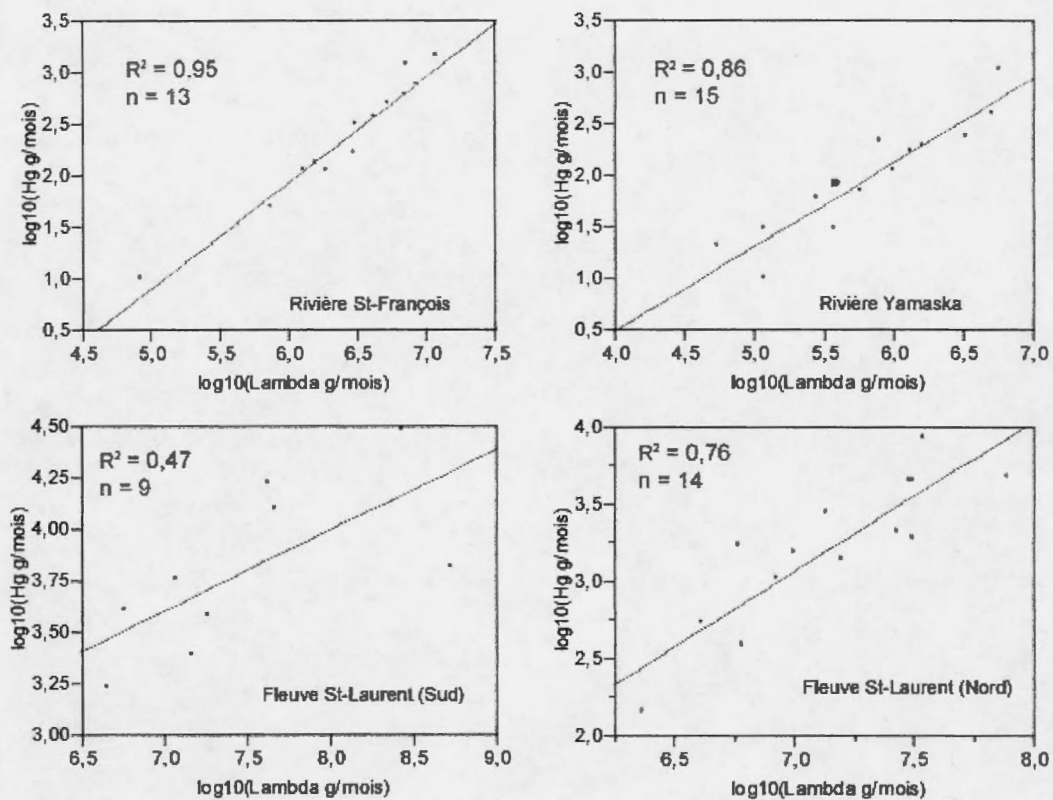 3,5
3,0
2,5
2,0
1,5
1,0
0,5
log10(Hg g/mois)
R² = 0,95
n = 13
Rivière St-François
4,5 5,0 5,5 6,0 6,5 7,0 7,5
log10(Lambda g/mois)
3,5
3,0
2,5
2,0
1,5
1,0
0,5
log10(Hg g/mois)
R² = 0,86
n = 15
Rivière Yamaska
4,0 4,5 5,0 5,5 6,0 6,5 7,0
log10(Lambda g/mois)
4,50
4,25
4,00
3,75
3,50
3,25
3,00
log10(Hg g/mois)
R² = 0,47
n = 9
Fleuve St-Laurent (Sud)
6,5 7,0 7,5 8,0 8,5 9,0
log10(Lambda g/mois)
4,0
3,5
3,0
2,5
2,0
log10(Hg g/mois)
R² = 0,76
n = 14
Fleuve St-Laurent (Nord)
6,5 7,0 7,5 8,0
log10(Lambda g/mois)